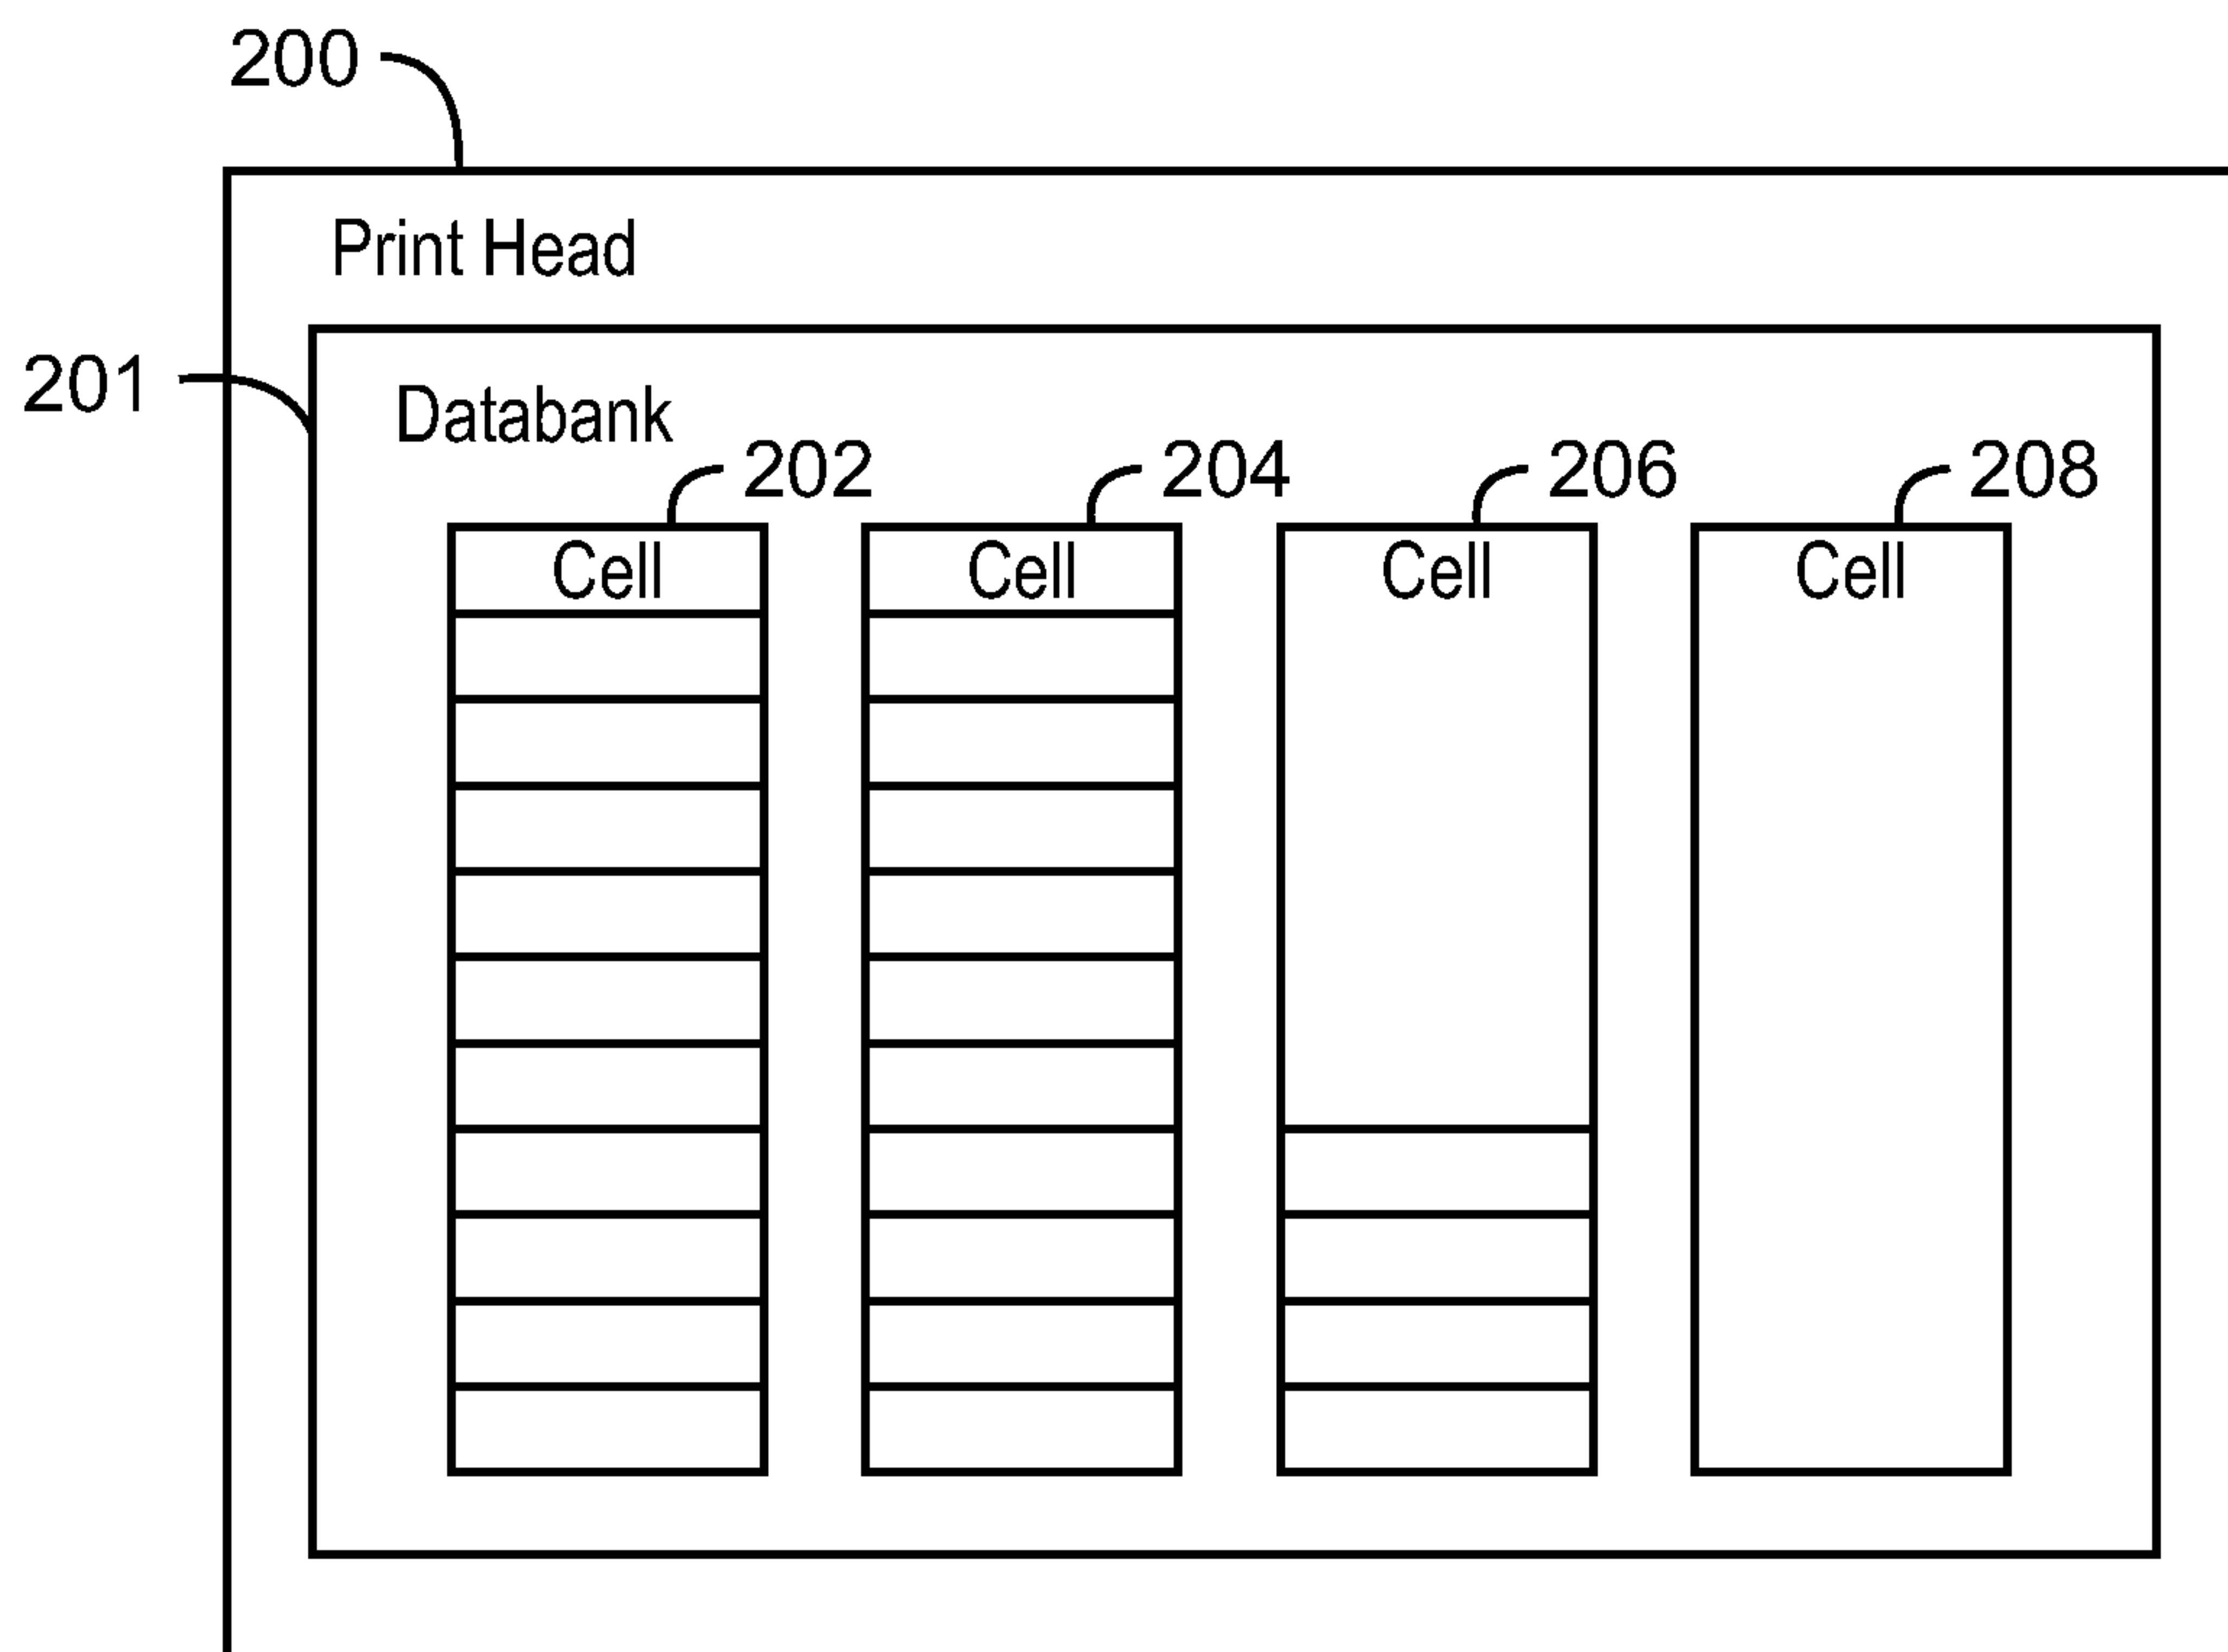 200
Print Head
201
Databank
202 204 206 208
Cell Cell Cell Cell